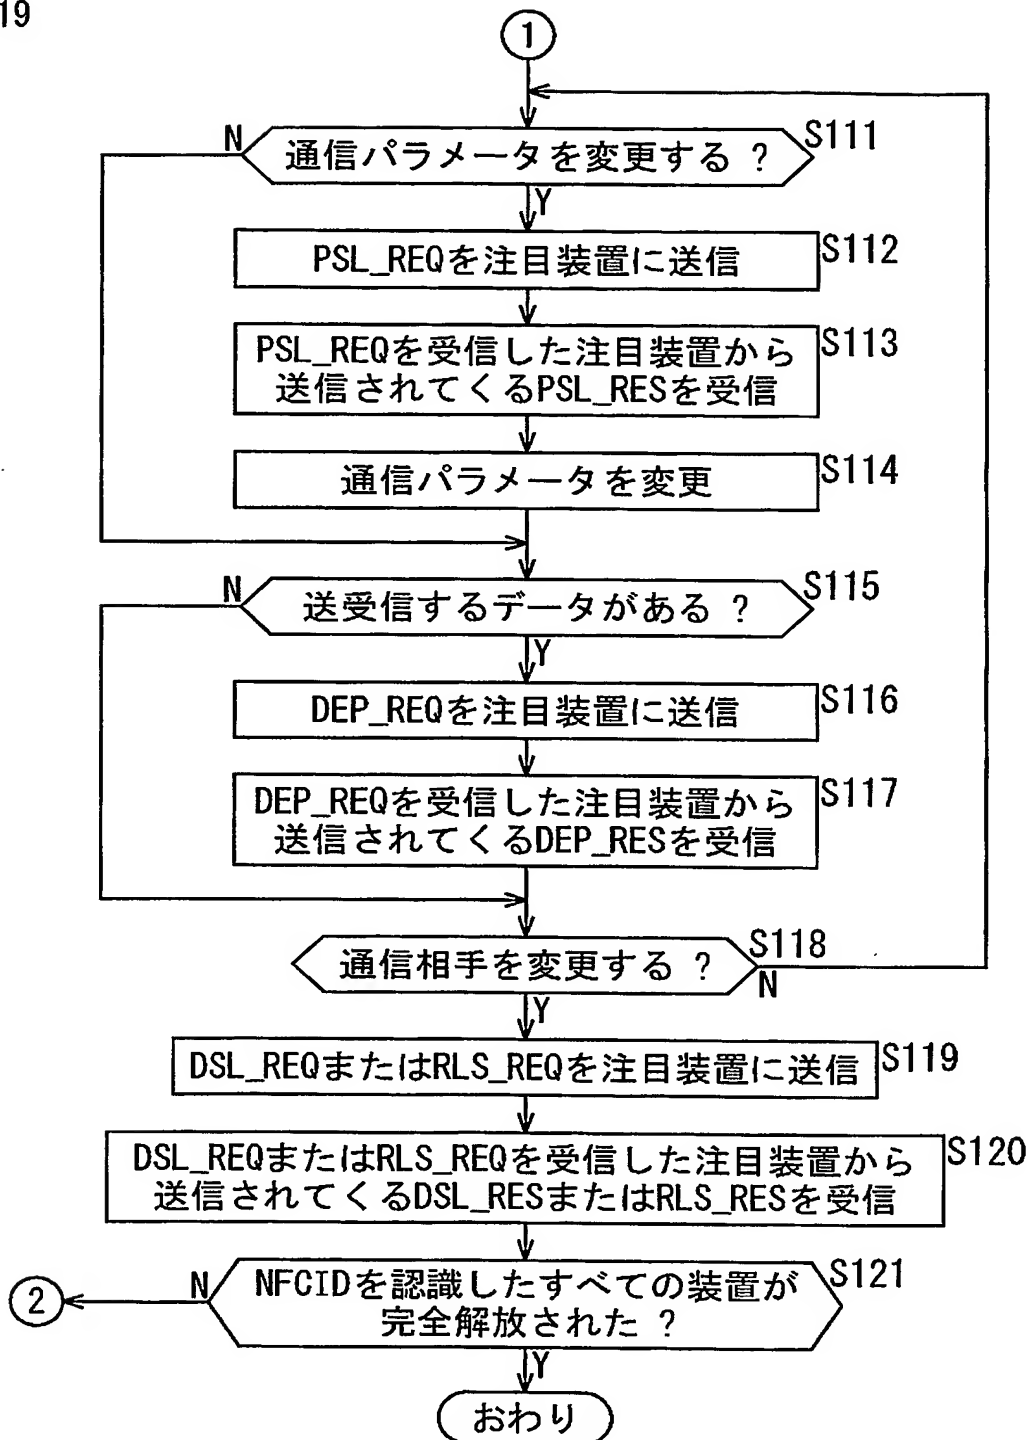 19
1
N
通信パラメータを変更する ?
S111
Y
PSL_REQを注目装置に送信
S112
PSL_REQを受信した注目装置から
送信されてくるPSL_RESを受信
S113
通信パラメータを変更
S114
N
送受信するデータがある ?
S115
Y
DEP_REQを注目装置に送信
S116
DEP_REQを受信した注目装置から
送信されてくるDEP_RESを受信
S117
通信相手を変更する ?
S118
N
Y
DSL_REQまたはRLS_REQを注目装置に送信
S119
DSL_REQまたはRLS_REQを受信した注目装置から
送信されてくるDSL_RESまたはRLS_RESを受信
S120
2
N
NFCIDを認識したすべての装置が
完全解放された ?
S121
Y
おわり